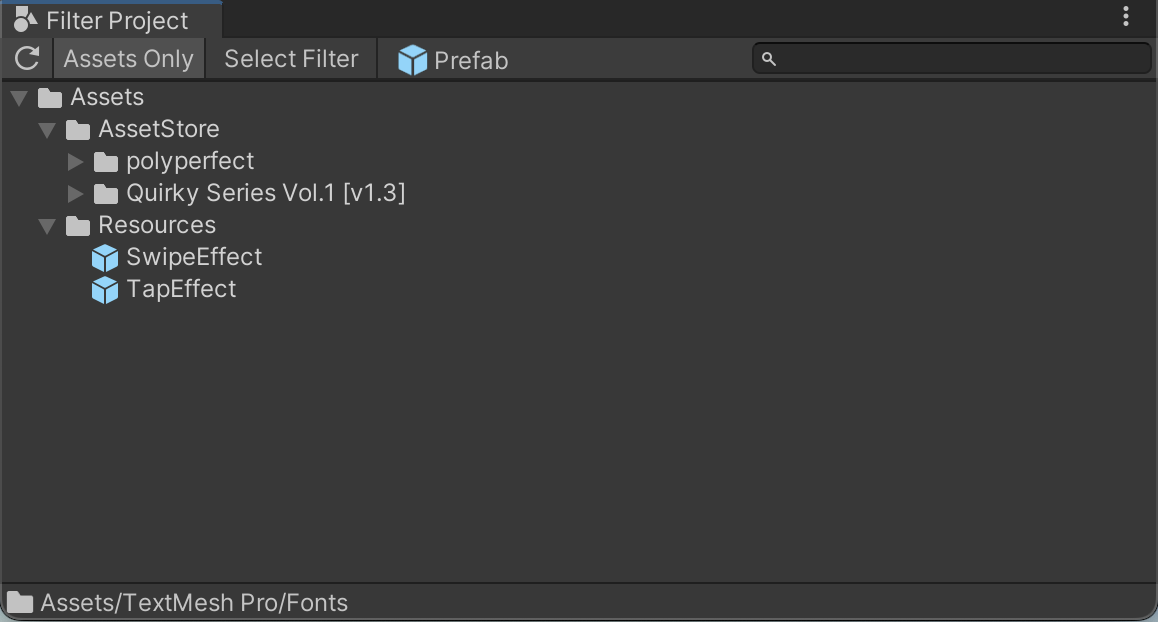 Filter Project
Assets Only Select Filter Prefab
Assets
AssetStore
polyperfect
Quirky Series Vol.1 [v1.3]
Resources
SwipeEffect
TapEffect
Assets/TextMesh Pro/Fonts